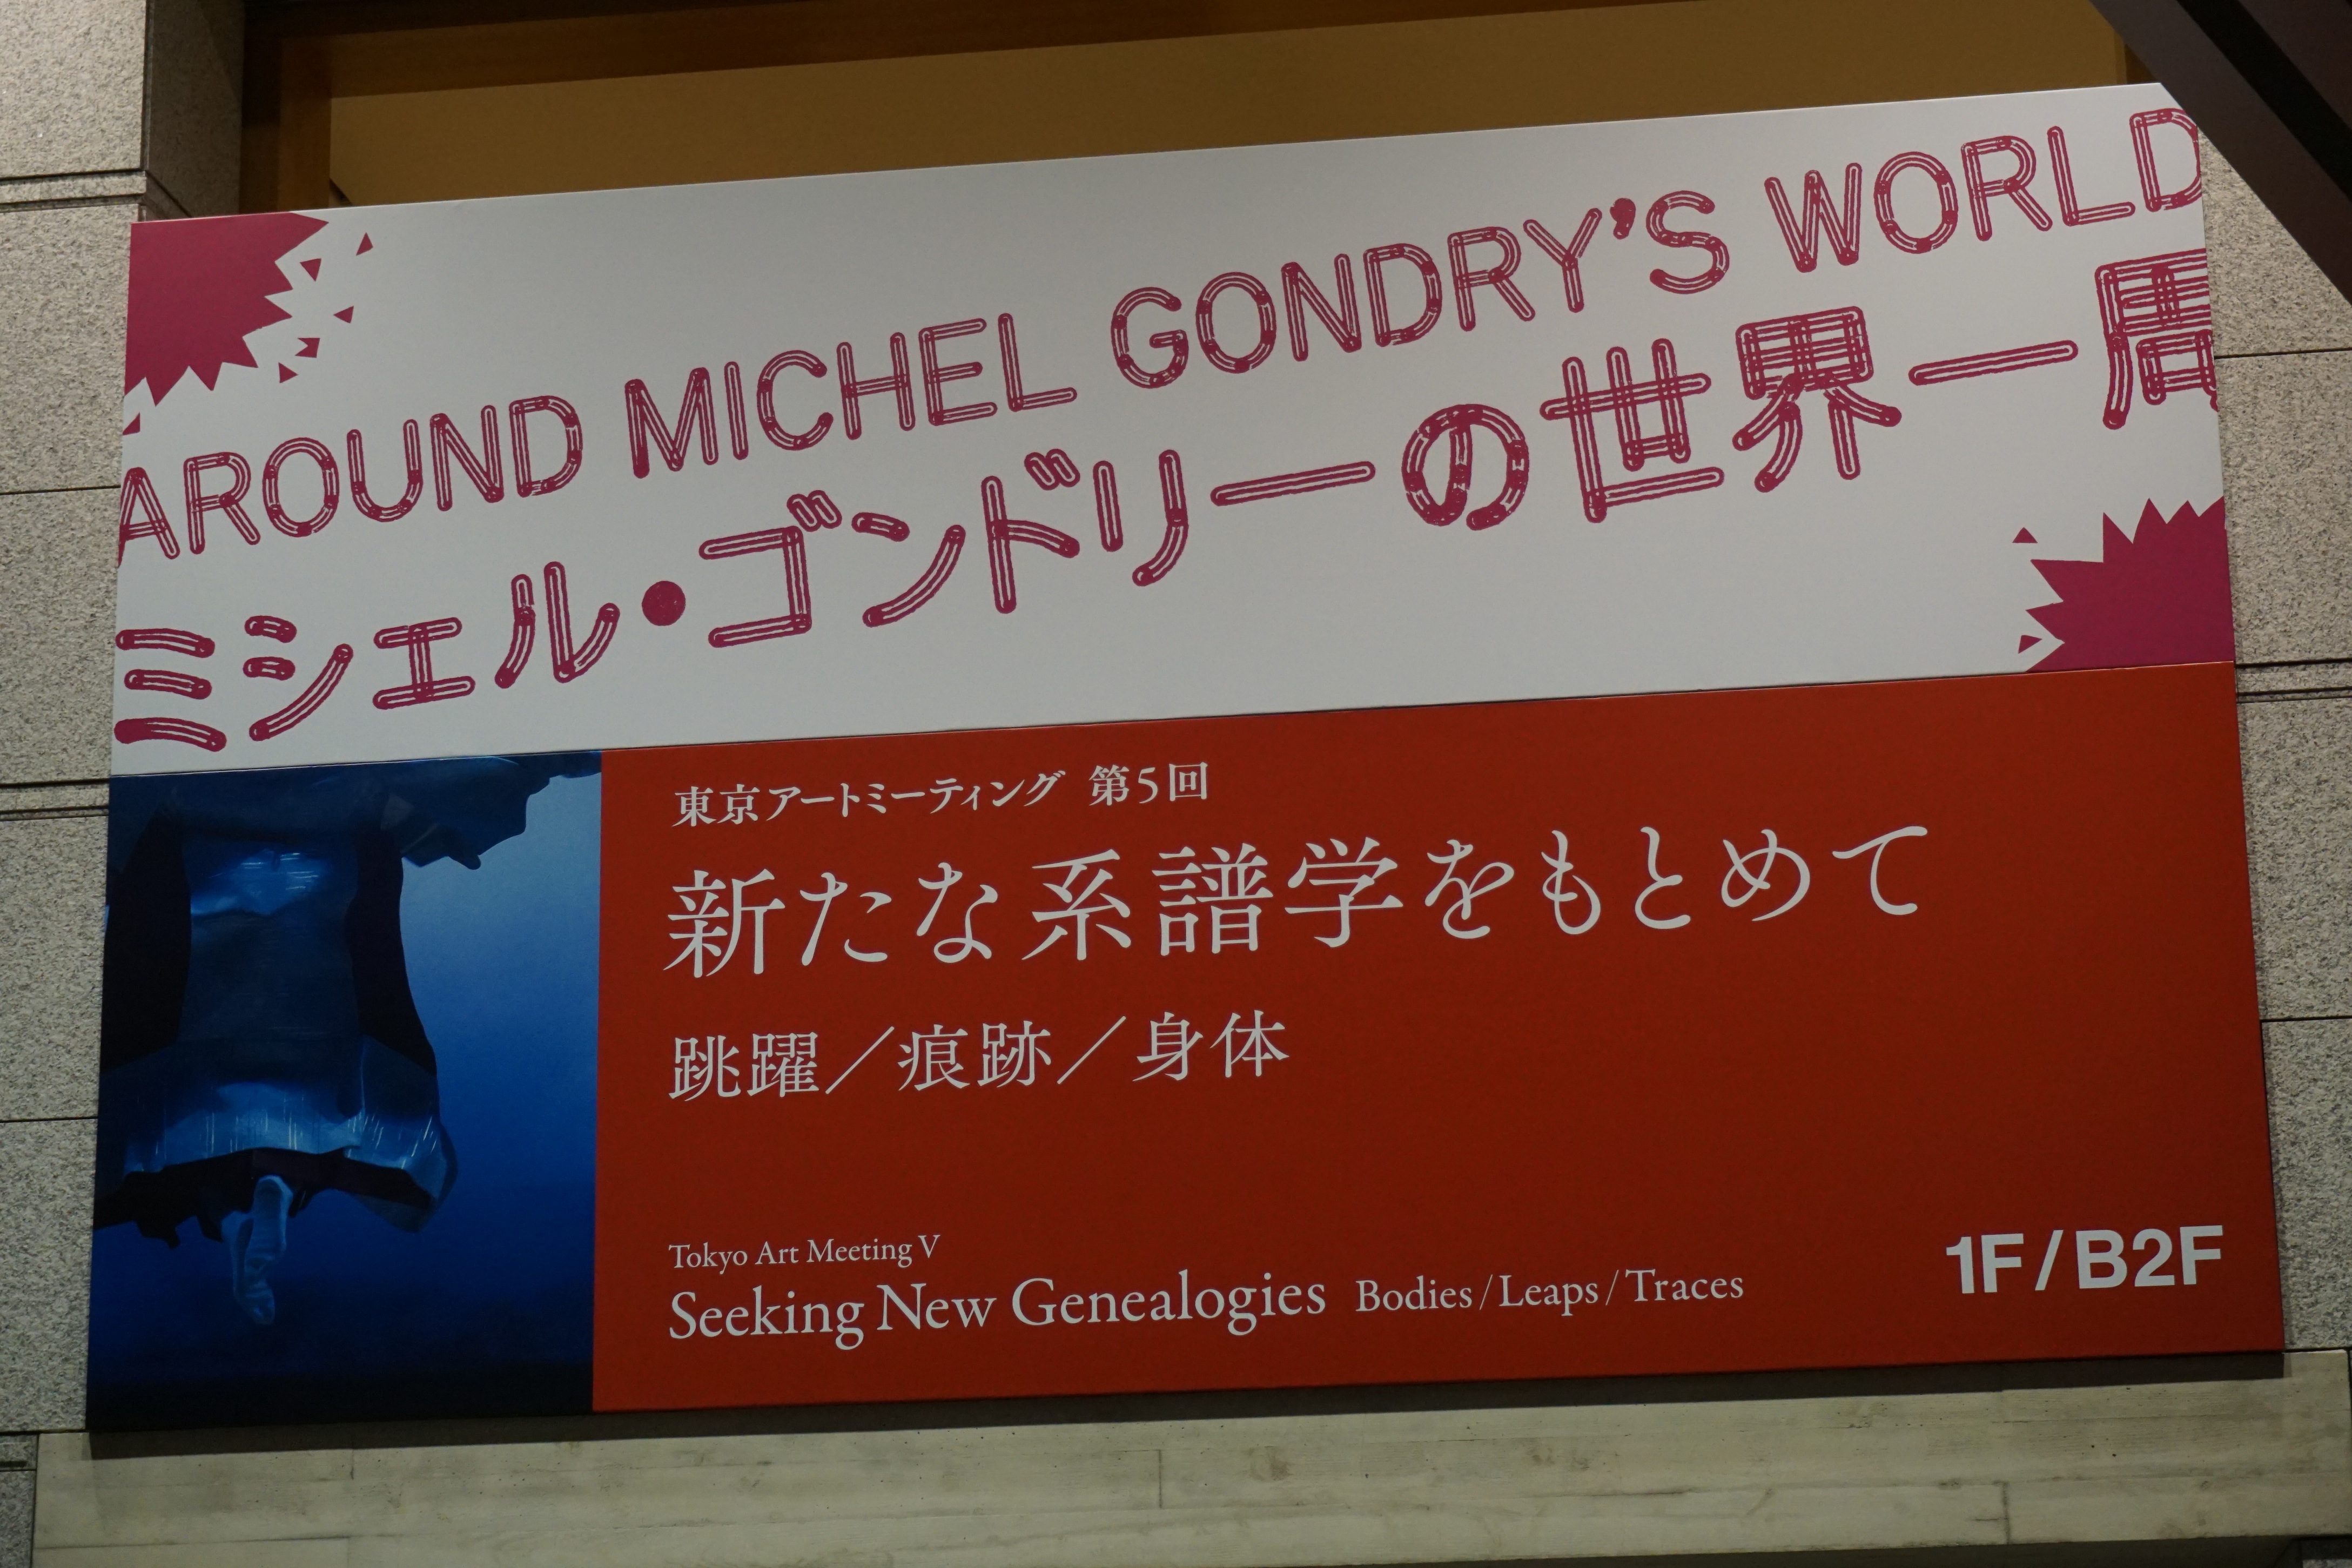 AROUND MICHEL GONDRY'S WORLD
ミシェル・ゴンドリーの世界一周
東京アートミーティング 第5回
新たな系譜学をもとめて
跳躍／痕跡／身体
Tokyo Art Meeting V
Seeking New Genealogies Bodies / Leaps / Traces
1F / B2F